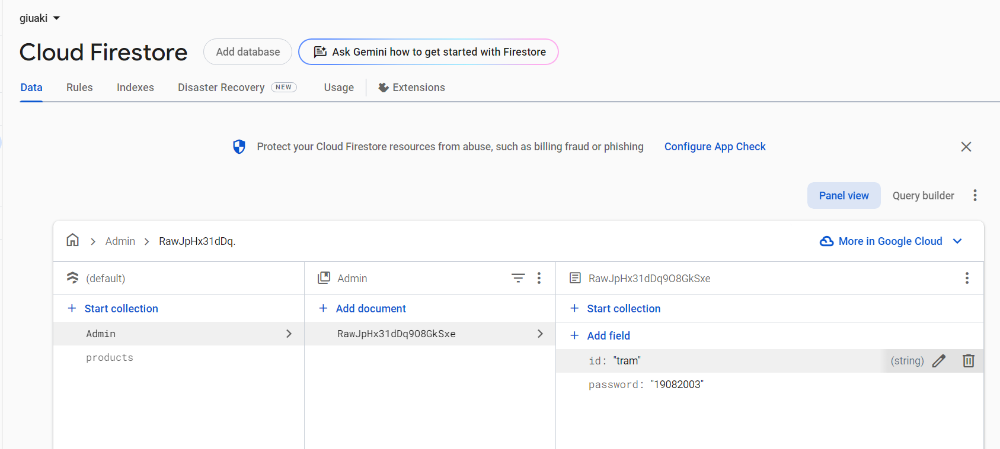 giuaki
Cloud Firestore Add database Ask Gemini how to get started with Firestore
Data Rules Indexes Disaster Recovery NEW Usage Extensions
Protect your Cloud Firestore resources from abuse, such as billing fraud or phishing Configure App Check
Panel view Query builder
Admin RawJpHx31dDq. More in Google Cloud
(default) Admin RawJpHx31dDq9O8GkSxe
+ Start collection + Add document + Start collection
Admin RawJpHx31dDq9O8GkSxe + Add field
products
id: "tram" (string)
password: "19082003"